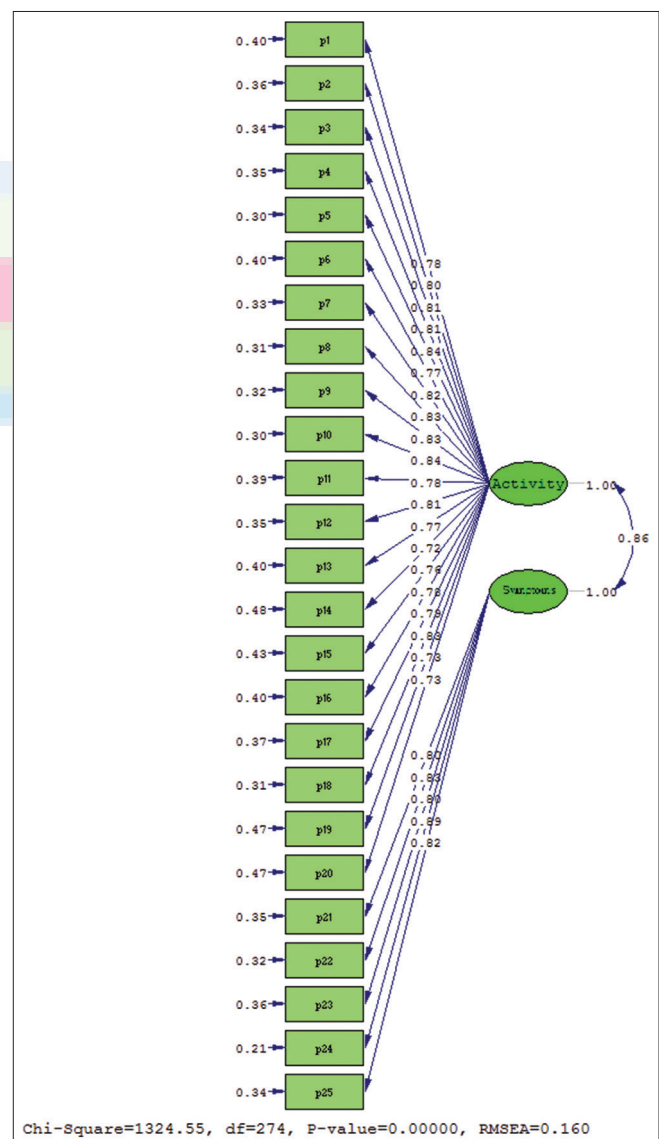 0.40 p1
0.36 p2
0.34 p3
0.35 p4
0.30 p5
0.40 p6
0.33 p7
0.31 p8
0.32 p9
0.30 p10
0.39 p11
0.35 p12
0.40 p13
0.48 p14
0.43 p15
0.40 p16
0.37 p17
0.31 p18
0.47 p19
0.47 p20
0.35 p21
0.32 p22
0.36 p23
0.21 p24
0.34 p25
0.78
0.80
0.81
0.81
0.84
0.77
0.82
0.83
0.83
0.84
0.78
0.81
0.77
0.72
0.76
0.78
0.79
0.83
0.73
0.73
0.80
0.83
0.80
0.89
0.82
Activity 1.00
0.86
Symptoms 1.00
Chi-Square=1324.55, df=274, P-value=0.00000, RMSEA=0.160